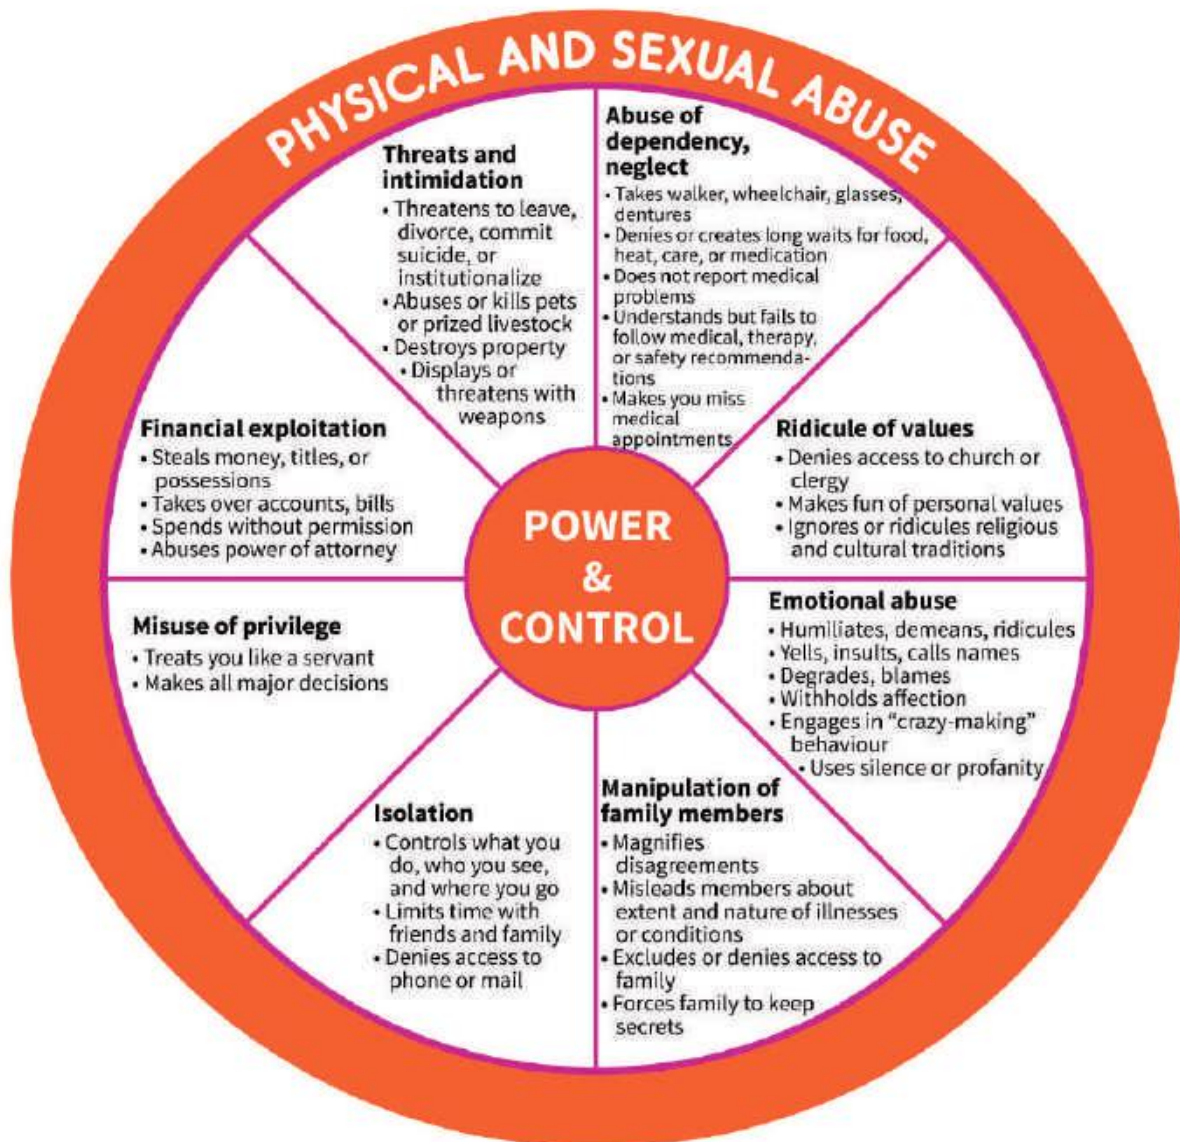 PHYSICAL AND SEXUAL ABUSE
Threats and
intimidation
• Threatens to leave,
divorce, commit
suicide, or
institutionalize
• Abuses or kills pets
or prized livestock
• Destroys property
• Displays or
threatens with
weapons
Abuse of
dependency,
neglect
• Takes walker, wheelchair, glasses,
dentures
• Denies or creates long waits for food,
heat, care, or medication
• Does not report medical
problems
• Understands but fails to
follow medical, therapy,
or safety recommenda-
tions
• Makes you miss
medical
appointments
Ridicule of values
• Denies access to church or
clergy
• Makes fun of personal values
• Ignores or ridicules religious
and cultural traditions
Emotional abuse
• Humiliates, demeans, ridicules
• Yells, insults, calls names
• Degrades, blames
• Withholds affection
• Engages in “crazy-making”
behaviour
• Uses silence or profanity
Manipulation of
family members
• Magnifies
disagreements
• Misleads members about
extent and nature of illnesses
or conditions
• Excludes or denies access to
family
• Forces family to keep
secrets
Isolation
• Controls what you
do, who you see,
and where you go
• Limits time with
friends and family
• Denies access to
phone or mail
Misuse of privilege
• Treats you like a servant
• Makes all major decisions
Financial exploitation
• Steals money, titles, or
possessions
• Takes over accounts, bills
• Spends without permission
• Abuses power of attorney
POWER
&
CONTROL